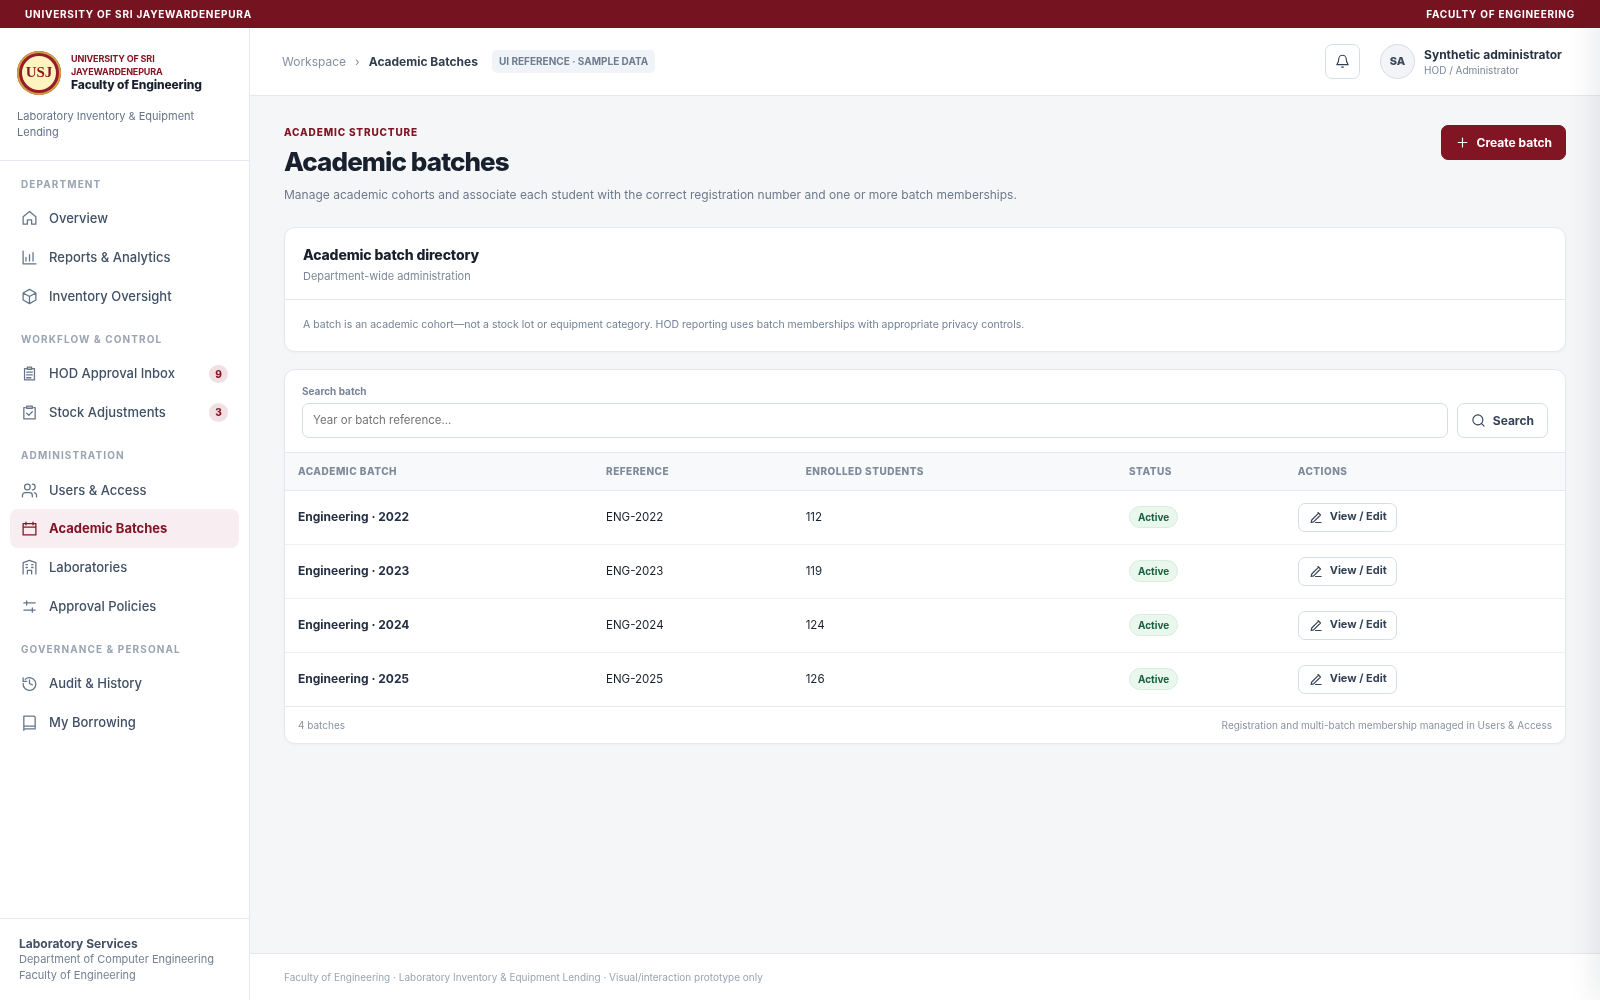 UNIVERSITY OF SRI JAYEWARDENEPURA
FACULTY OF ENGINEERING
USJ
UNIVERSITY OF SRI
JAYEWARDENEPURA
Faculty of Engineering
Laboratory Inventory & Equipment
Lending
DEPARTMENT
Overview
Reports & Analytics
Inventory Oversight
WORKFLOW & CONTROL
HOD Approval Inbox 9
Stock Adjustments 3
ADMINISTRATION
Users & Access
Academic Batches
Laboratories
Approval Policies
GOVERNANCE & PERSONAL
Audit & History
My Borrowing
Laboratory Services
Department of Computer Engineering
Faculty of Engineering
Workspace › Academic Batches UI REFERENCE · SAMPLE DATA
SA
Synthetic administrator
HOD / Administrator
ACADEMIC STRUCTURE
Academic batches
Manage academic cohorts and associate each student with the correct registration number and one or more batch memberships.
Create batch
Academic batch directory
Department-wide administration
A batch is an academic cohort—not a stock lot or equipment category. HOD reporting uses batch memberships with appropriate privacy controls.
Search batch
Year or batch reference...
Search
ACADEMIC BATCH REFERENCE ENROLLED STUDENTS STATUS ACTIONS
Engineering · 2022 ENG-2022 112 Active View / Edit
Engineering · 2023 ENG-2023 119 Active View / Edit
Engineering · 2024 ENG-2024 124 Active View / Edit
Engineering · 2025 ENG-2025 126 Active View / Edit
4 batches
Registration and multi-batch membership managed in Users & Access
Faculty of Engineering · Laboratory Inventory & Equipment Lending · Visual/interaction prototype only